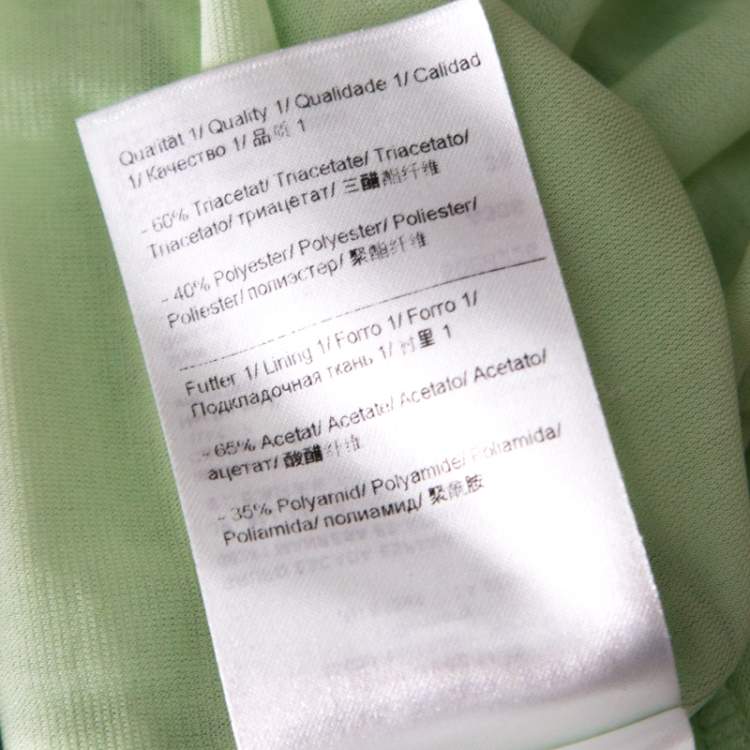 Qualität 1/ Quality 1/ Qualidade 1/ Calidad
1/ Качество 1/ 品质 1
- 60% Triacetat/ Triacetate/ Triacetato/
Triacetato/ триацетат/ 三醋酯纤维
- 40% Polyester/ Polyester/ Poliester/
Poliester/ полиэстер/ 聚酯纤维
Futter 1/ Lining 1/ Forro 1/ Forro 1/
Подкладочная ткань 1/ 衬里 1
- 65% Acetat/ Acetate/ Acetato/ Acetato/
ацетат/ 酸醋纤维
- 35% Polyamid/ Polyamide/ Poliamida/
Poliamida/ полиамид/ 聚酰胺